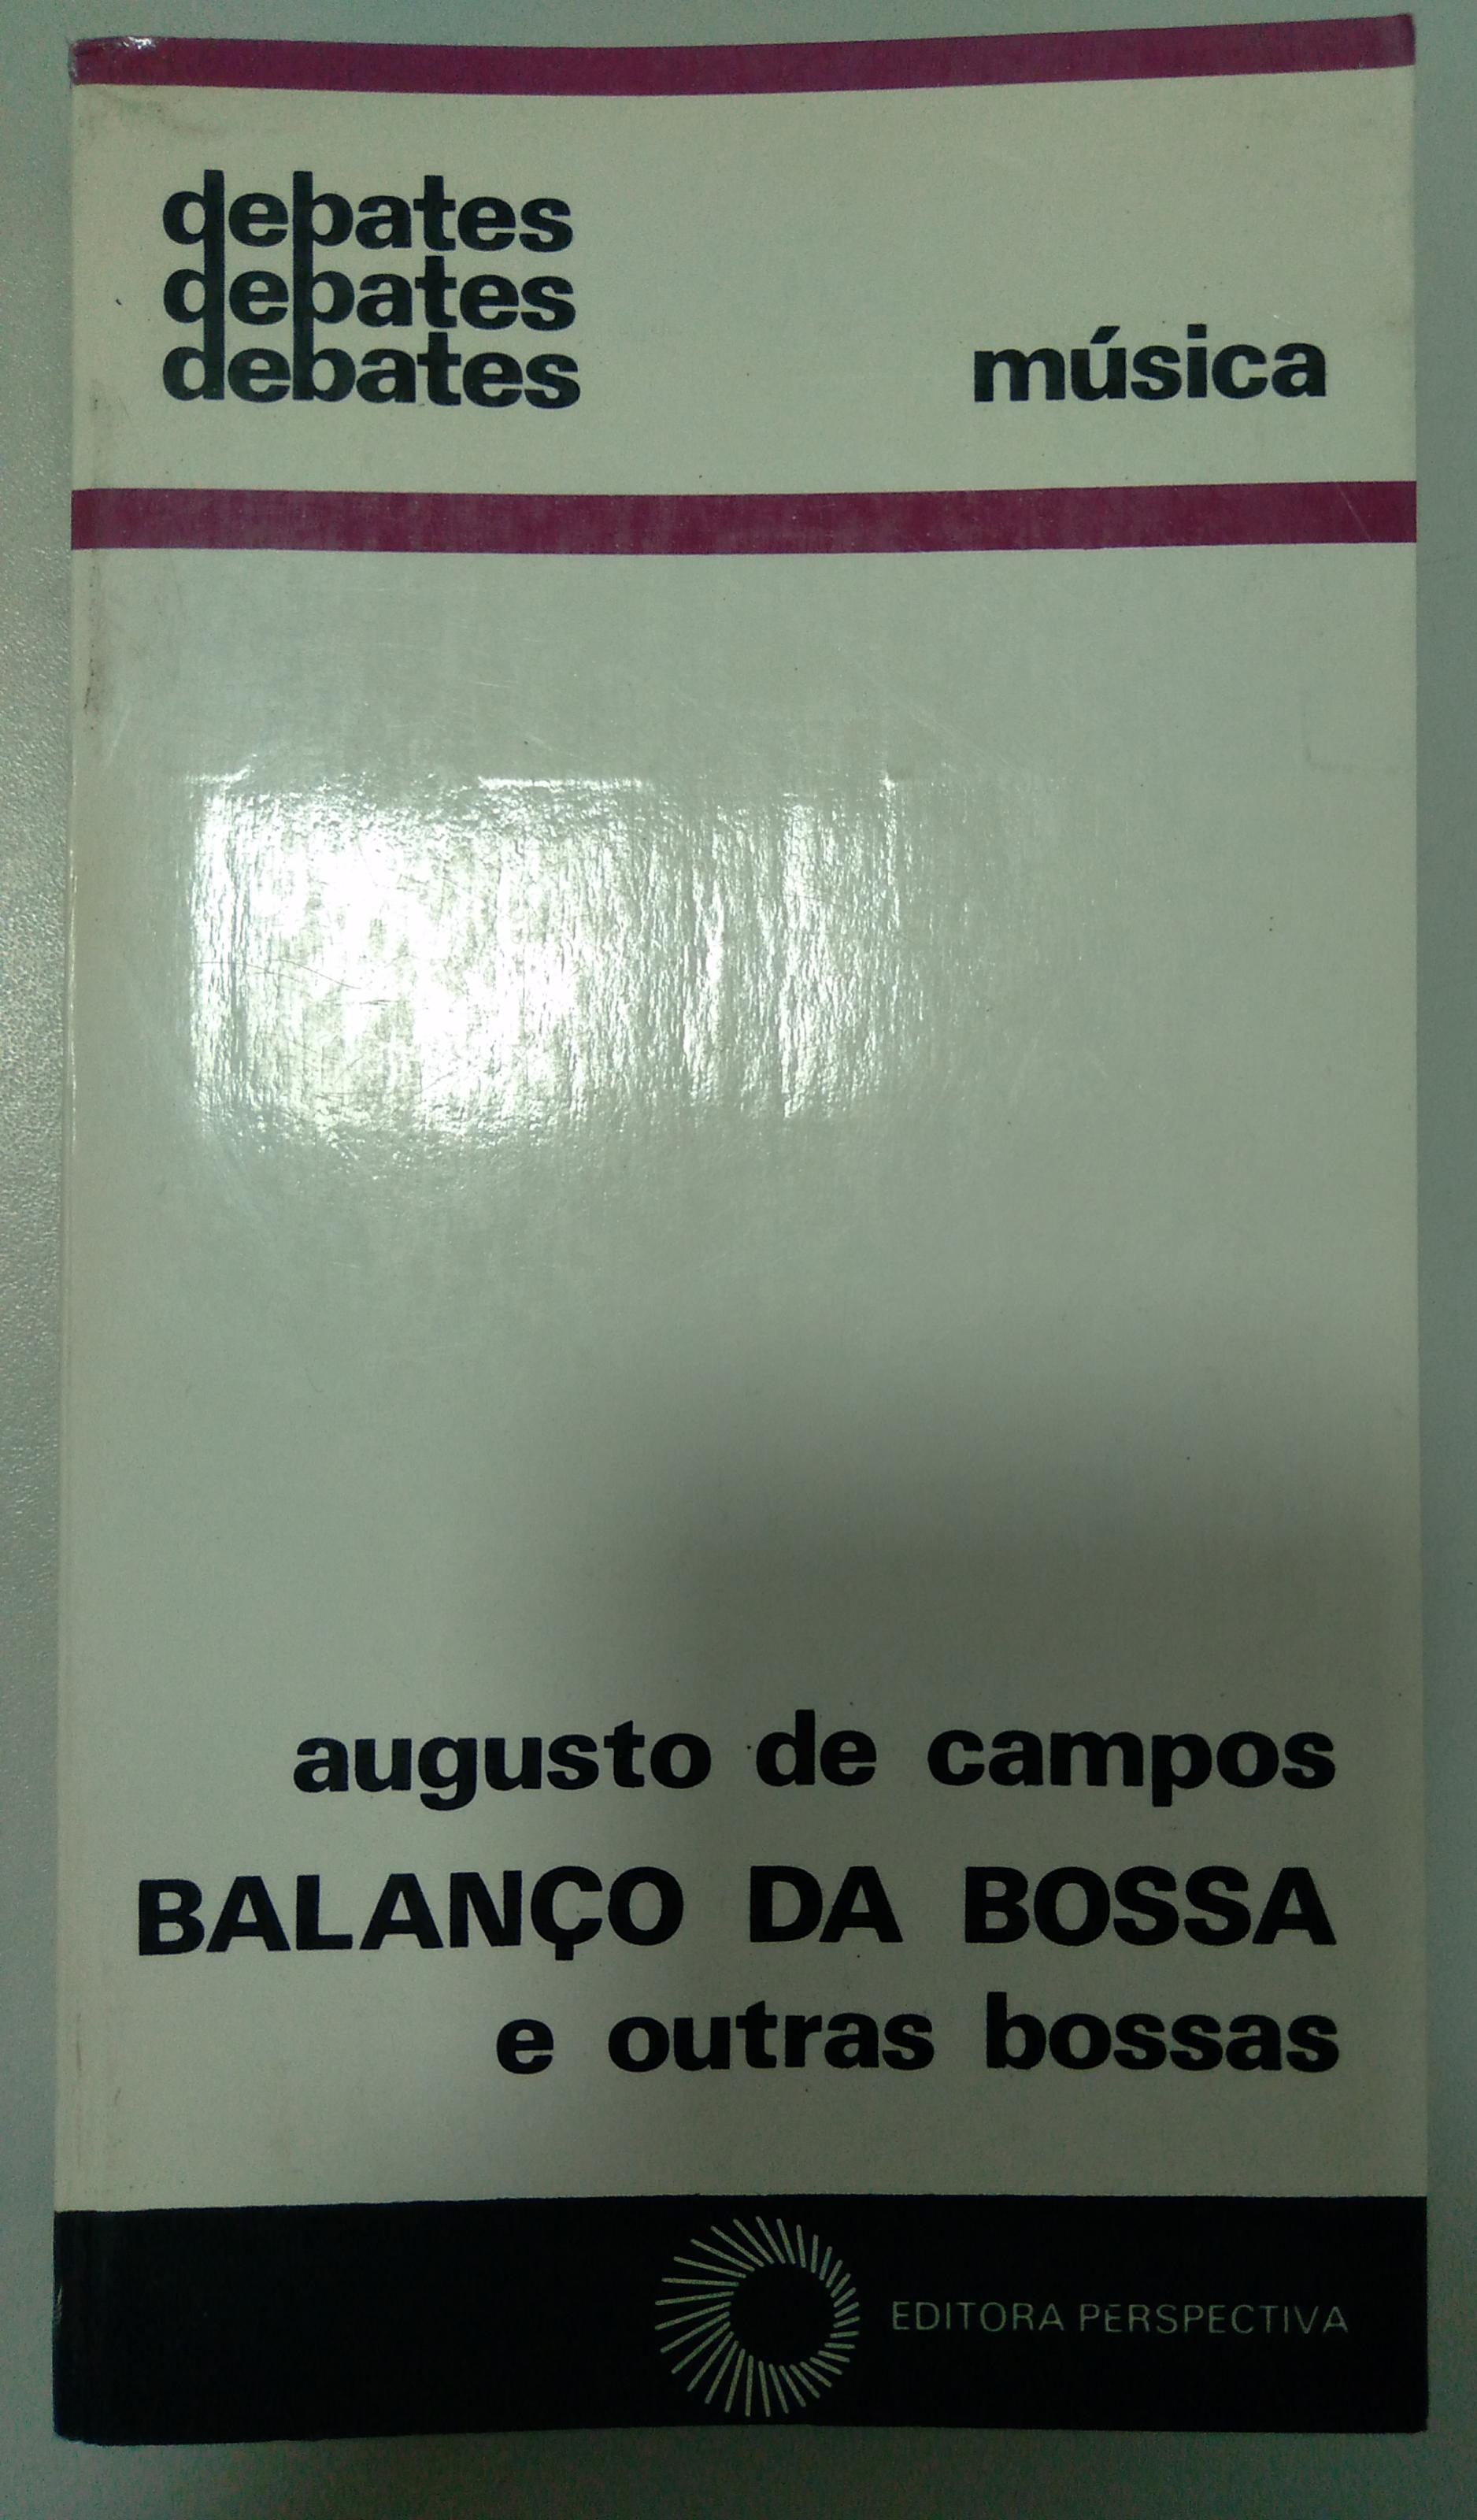 debates
debates
debates
música
augusto de campos
BALANÇO DA BOSSA
e outras bossas
EDITORA PERSPECTIVA